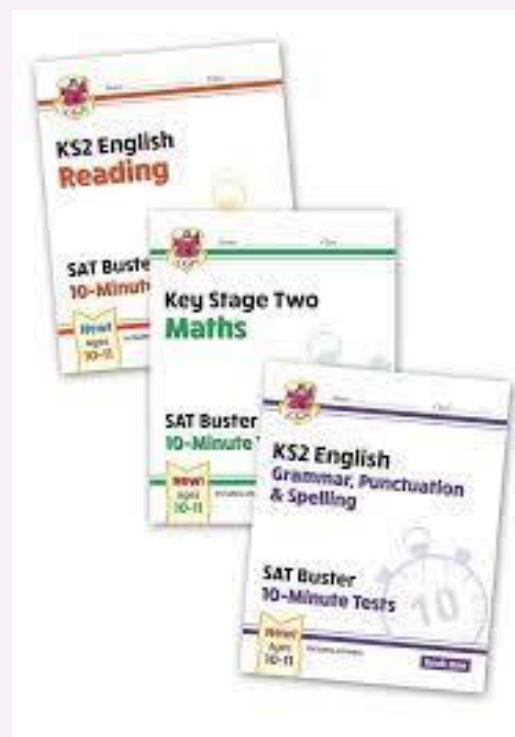 KS2 English
Reading
SAT Buste
10-Minut
New!
Ages
10-11
Key Stage Two
Maths
SAT Buster
10-Minute T
New!
Ages
10-11
KS2 English
Grammar, Punctuation
& Spelling
SAT Buster
10-Minute Tests
10
New!
Ages
10-11